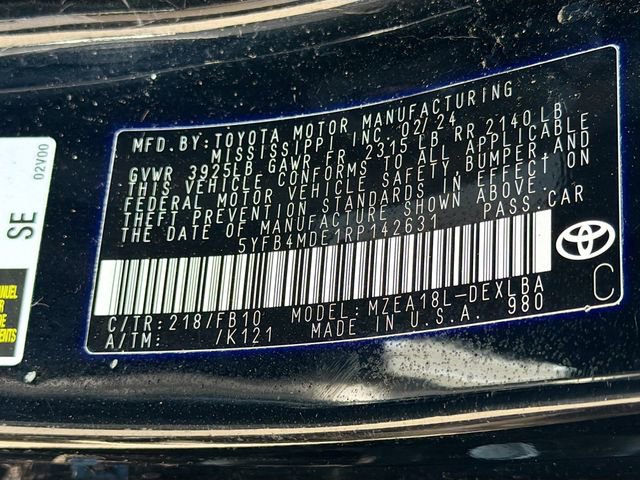 MFD. BY: TOYOTA MOTOR MANUFACTURING
MISSISSIPPI INC 02/24
GVWR 3925LB GAWR FR 2315 LB RR 2140 LB
THIS VEHICLE CONFORMS TO ALL APPLICABLE
FEDERAL MOTOR VEHICLE SAFETY, BUMPER, AND
THEFT PREVENTION STANDARDS IN EFFECT ON
THE DATE OF MANUFACTURE SHOWN ABOVE.
5YFB4MDE1RP142631 PASS. CAR
C/TR: 218/FB10 MODEL: MZEA18L-DEXLBA
A/TM: /K121 MADE IN U.S.A. 980
C
02V00
SE